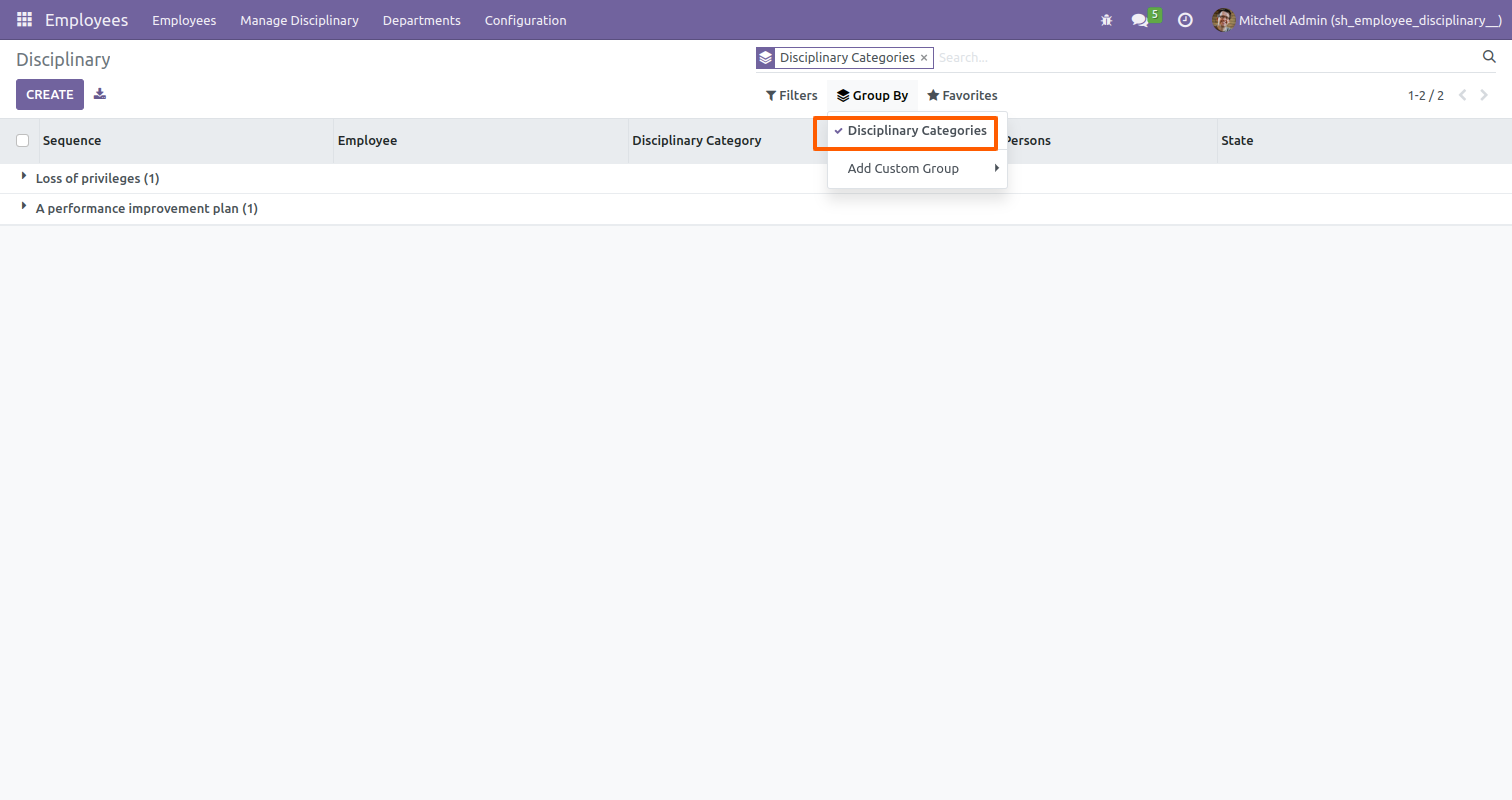 Employees Employees Manage Disciplinary Departments Configuration 5 Mitchell Admin (sh_employee_disciplinary__)
Disciplinary
Disciplinary Categories × Search...
CREATE
Filters Group By Favorites
1-2 / 2
Sequence Employee Disciplinary Category Persons State
Disciplinary Categories
Add Custom Group
Loss of privileges (1)
A performance improvement plan (1)